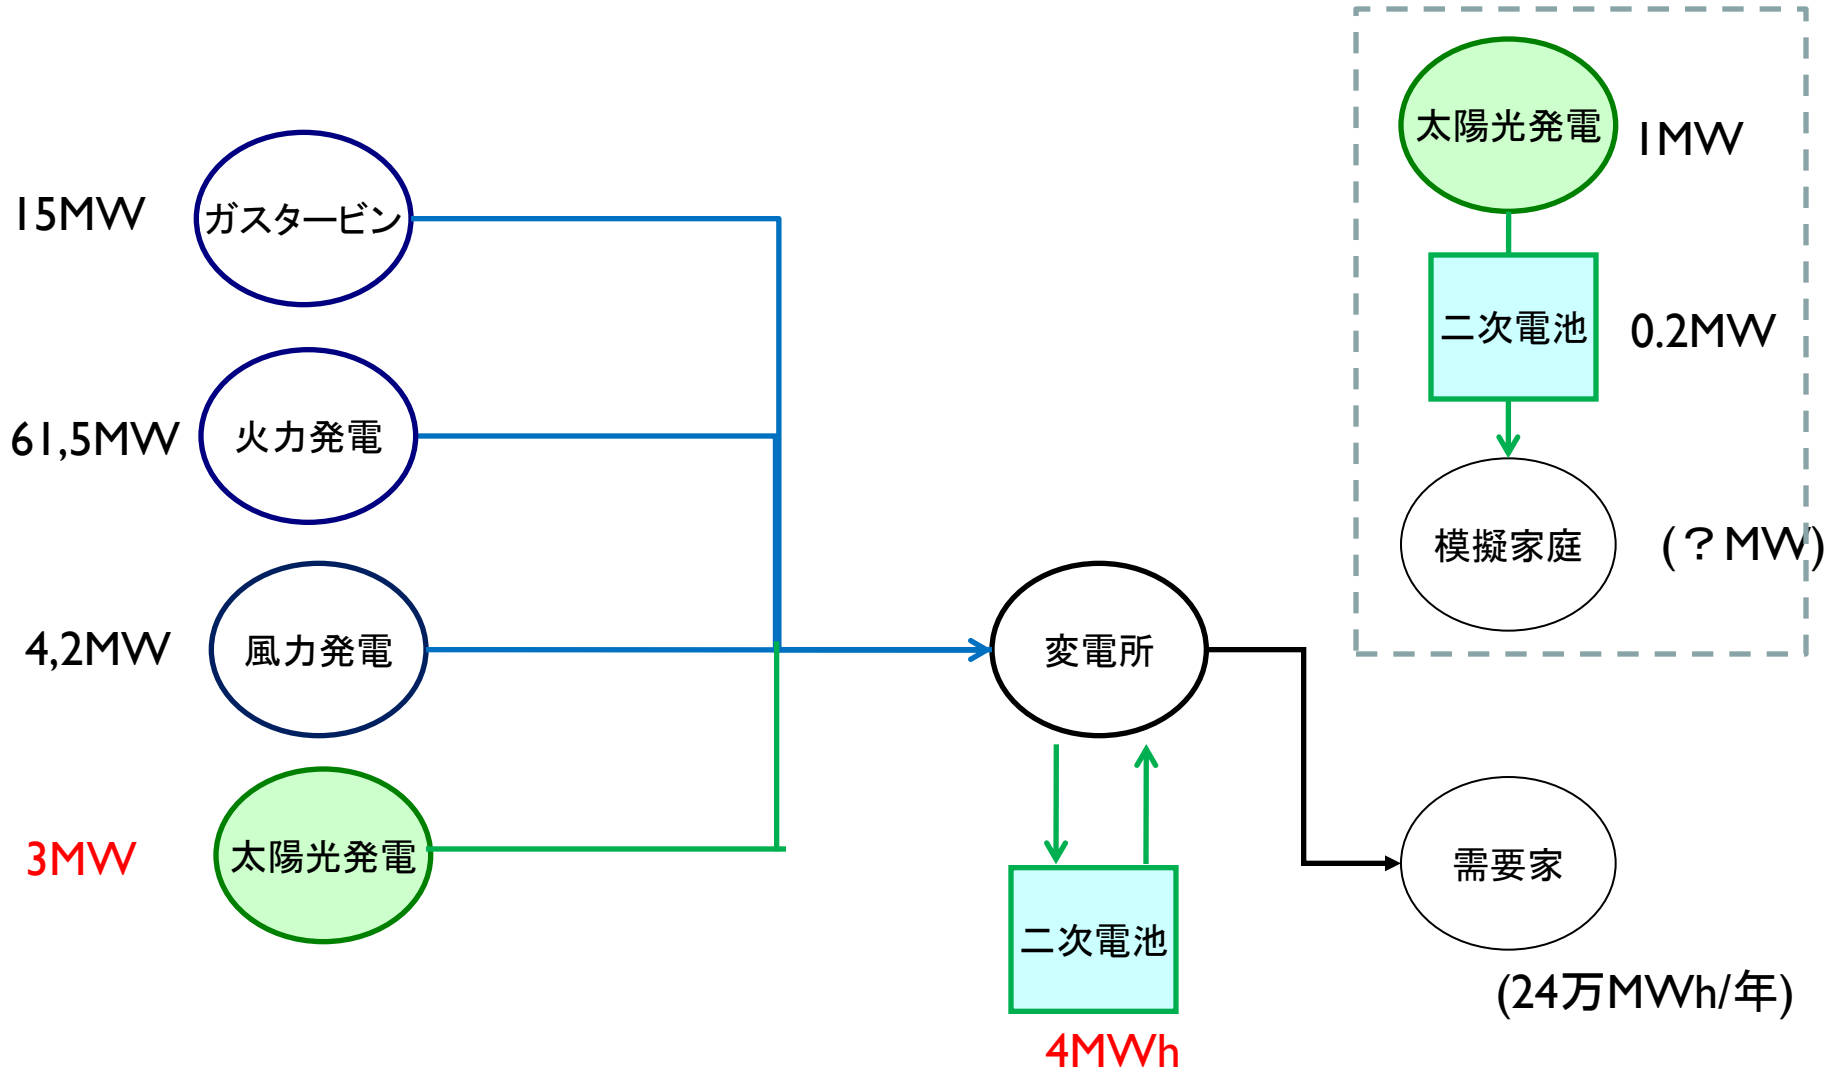 15MW
ガスタービン
61,5MW
火力発電
4,2MW
風力発電
3MW
太陽光発電
変電所
二次電池
4MWh
太陽光発電
1MW
二次電池
0.2MW
模擬家庭
(？MW)
需要家
(24万MWh/年)